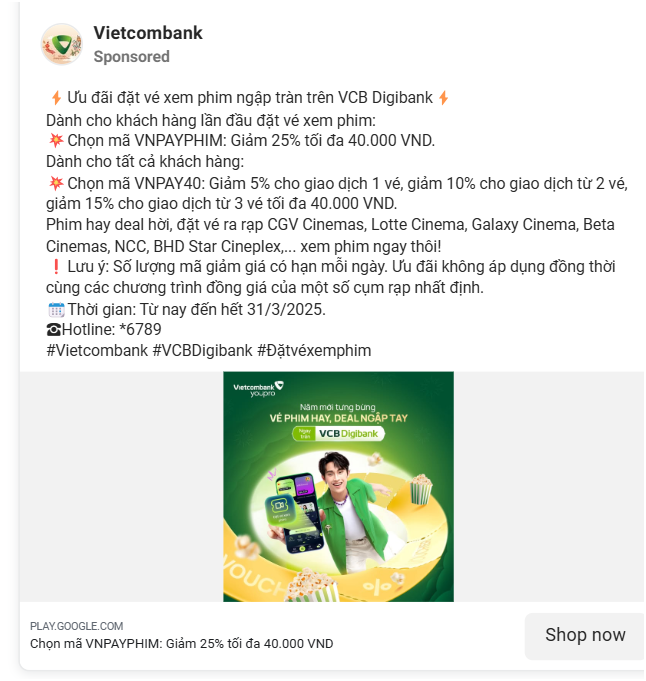 Vietcombank
Sponsored
⚡ Ưu đãi đặt vé xem phim ngập tràn trên VCB Digibank ⚡
Dành cho khách hàng lần đầu đặt vé xem phim:
💥 Chọn mã VNPAYPHIM: Giảm 25% tối đa 40.000 VND.
Dành cho tất cả khách hàng:
💥 Chọn mã VNPAY40: Giảm 5% cho giao dịch 1 vé, giảm 10% cho giao dịch từ 2 vé,
giảm 15% cho giao dịch từ 3 vé tối đa 40.000 VND.
Phim hay deal hời, đặt vé ra rạp CGV Cinemas, Lotte Cinema, Galaxy Cinema, Beta
Cinemas, NCC, BHD Star Cineplex,... xem phim ngay thôi!
❗ Lưu ý: Số lượng mã giảm giá có hạn mỗi ngày. Ưu đãi không áp dụng đồng thời
cùng các chương trình đồng giá của một số cụm rạp nhất định.
🗓 Thời gian: Từ nay đến hết 31/3/2025.
☎Hotline: *6789
#Vietcombank #VCBDigibank #Đặtvéxemphim
Vietcombank
youpro
Năm mới tưng bừng
VÉ PHIM HAY, DEAL NGẬP TAY
Ngay trên VCB Digibank
VOUCH
%
PLAY.GOOGLE.COM
Chọn mã VNPAYPHIM: Giảm 25% tối đa 40.000 VND
Shop now